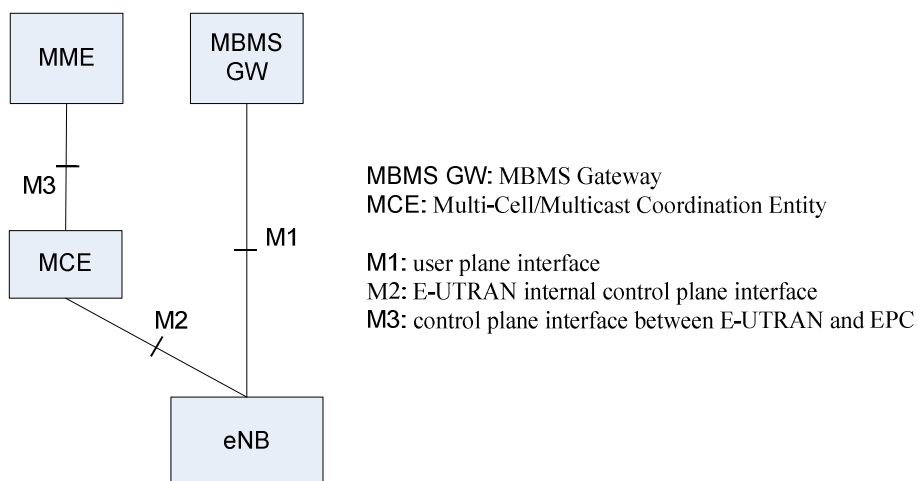 MME
MBMS
GW
M3
M1
MCE
M2
eNB
MBMS GW: MBMS Gateway
MCE: Multi-Cell/Multicast Coordination Entity
M1: user plane interface
M2: E-UTRAN internal control plane interface
M3: control plane interface between E-UTRAN and EPC